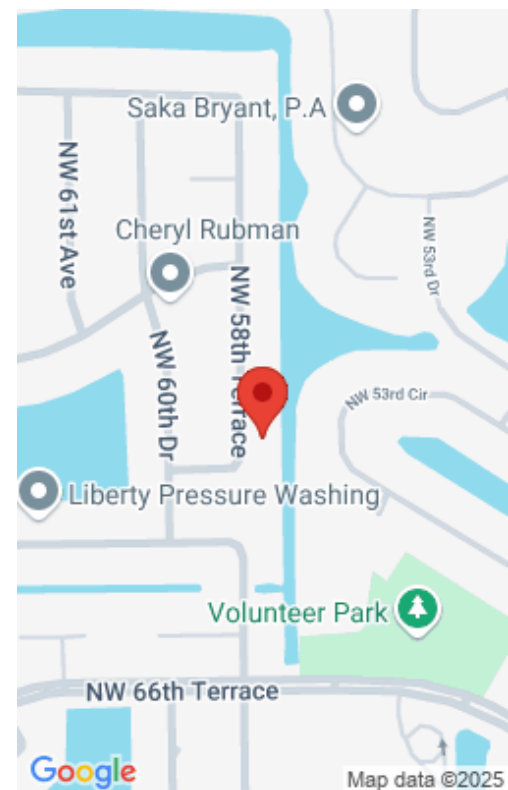 Saka Bryant, P.A
NW 61st Ave
Cheryl Rubman
NW 53rd Dr
NW 58th Terrace
NW 60th Dr
NW 53rd Cir
Liberty Pressure Washing
Volunteer Park
NW 66th Terrace
Google
Map data ©2025